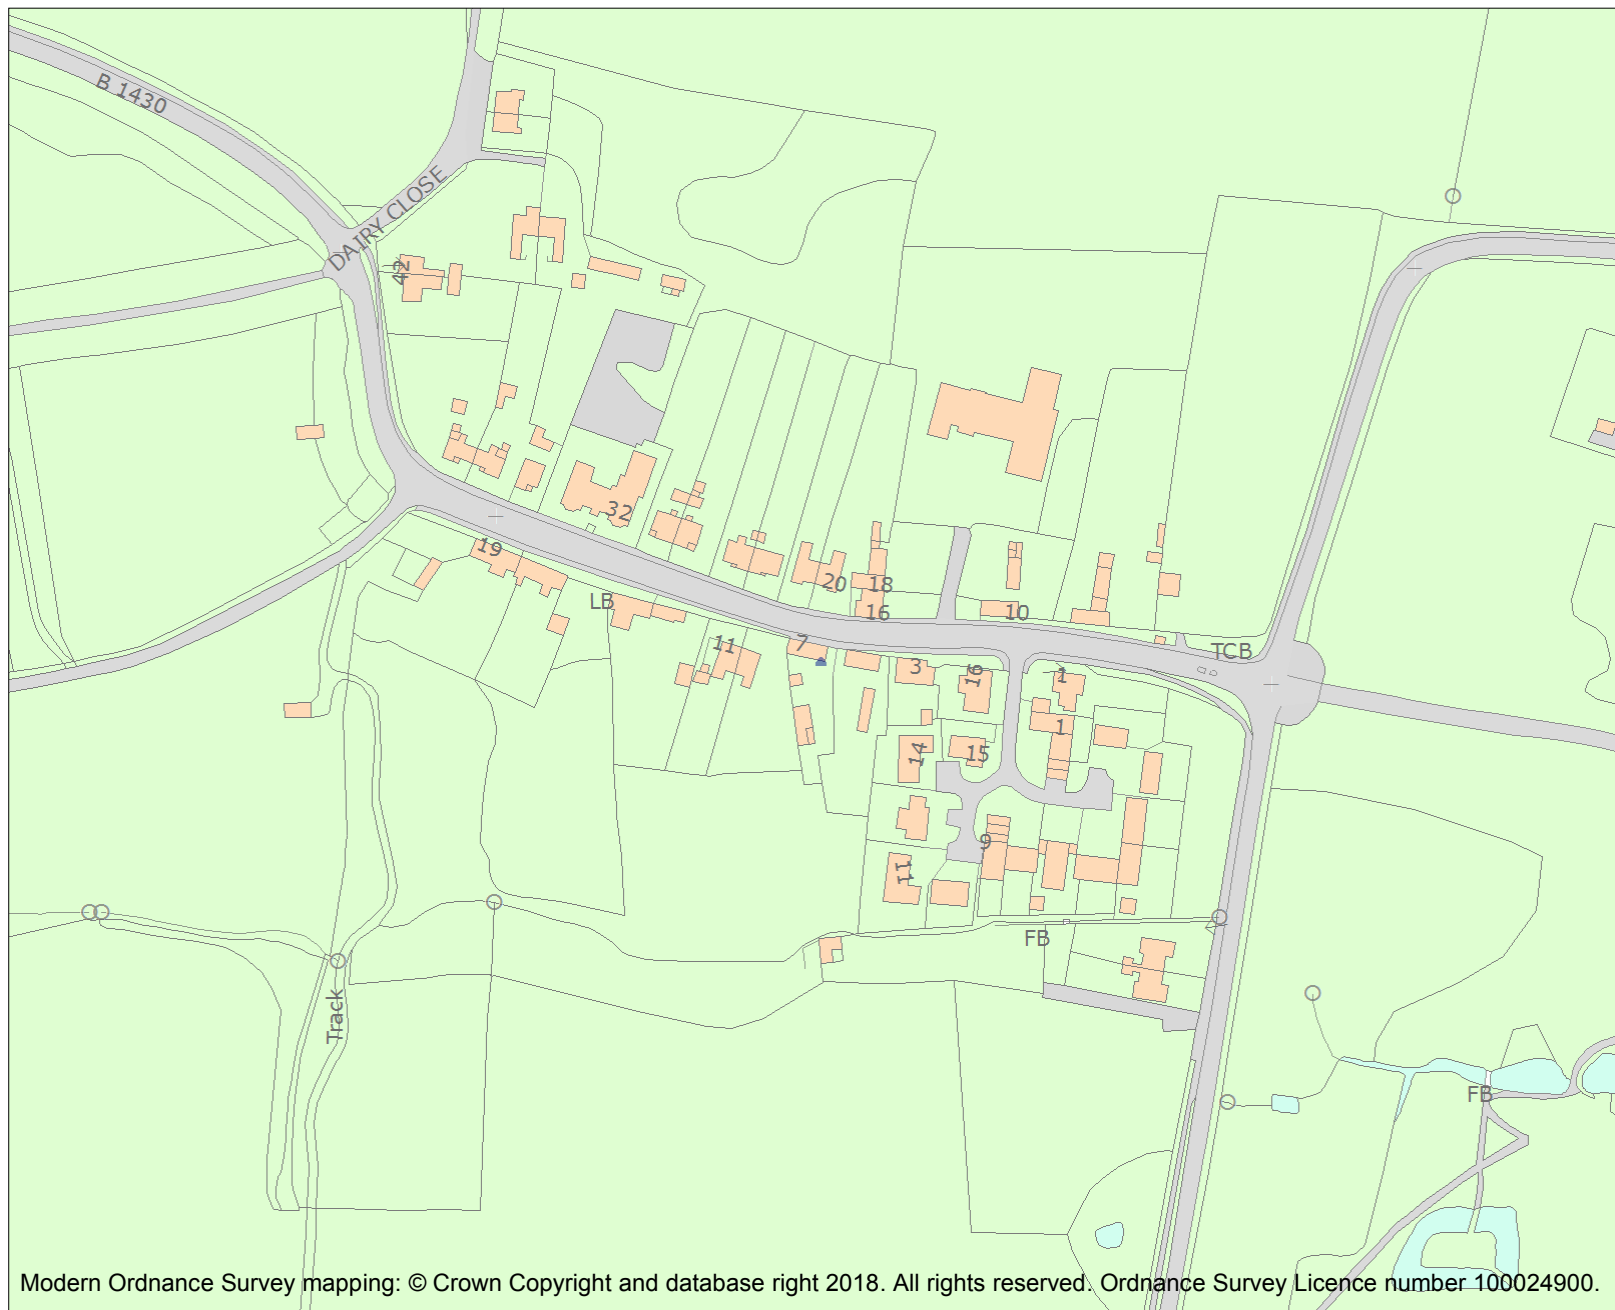 B 1430
DAIRY CLOSE
42
32
19
LB
20
18
16
10
11
7
3
16
1
TCB
1
14
15
9
11
FB
Track
FB
Modern Ordnance Survey mapping: © Crown Copyright and database right 2018. All rights reserved. Ordnance Survey Licence number 100024900.